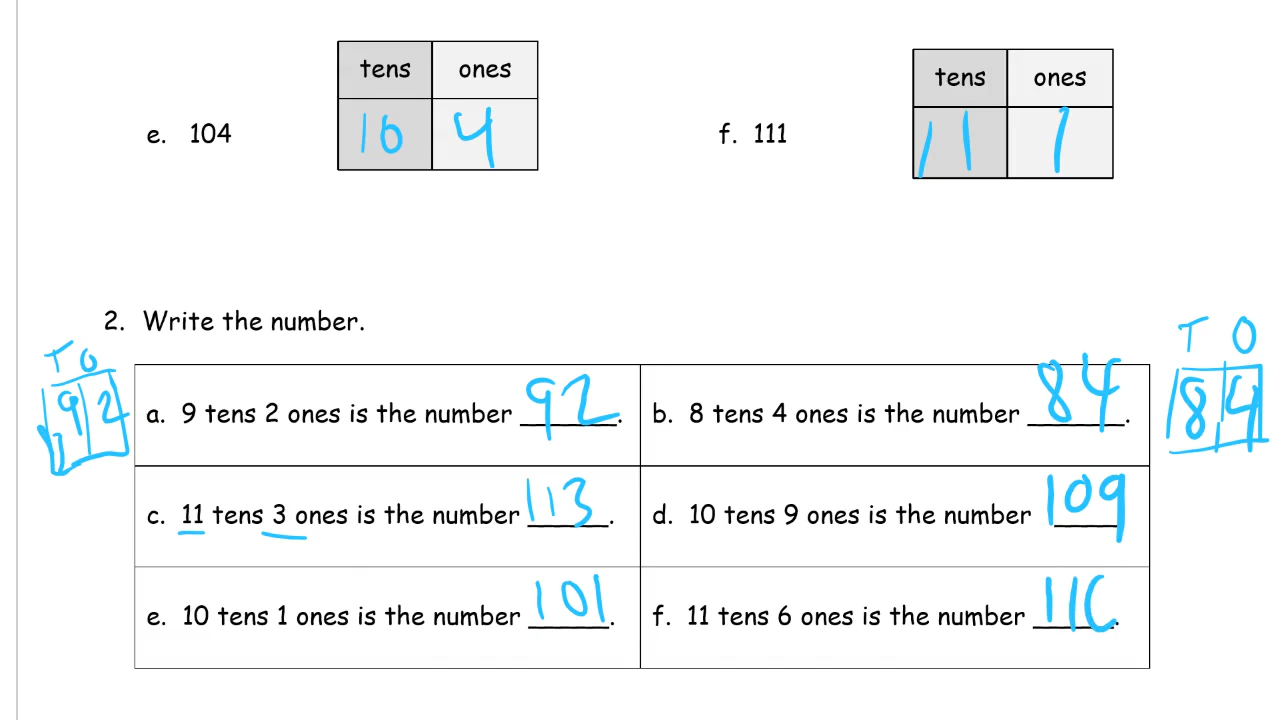 tens ones
e. 104 10 4
tens ones
f. 111 11 1
2. Write the number.
T O
9 2
a. 9 tens 2 ones is the number 92.
b. 8 tens 4 ones is the number 84.
T O
8 4
c. 11 tens 3 ones is the number 113.
d. 10 tens 9 ones is the number 109
e. 10 tens 1 ones is the number 101.
f. 11 tens 6 ones is the number 116.